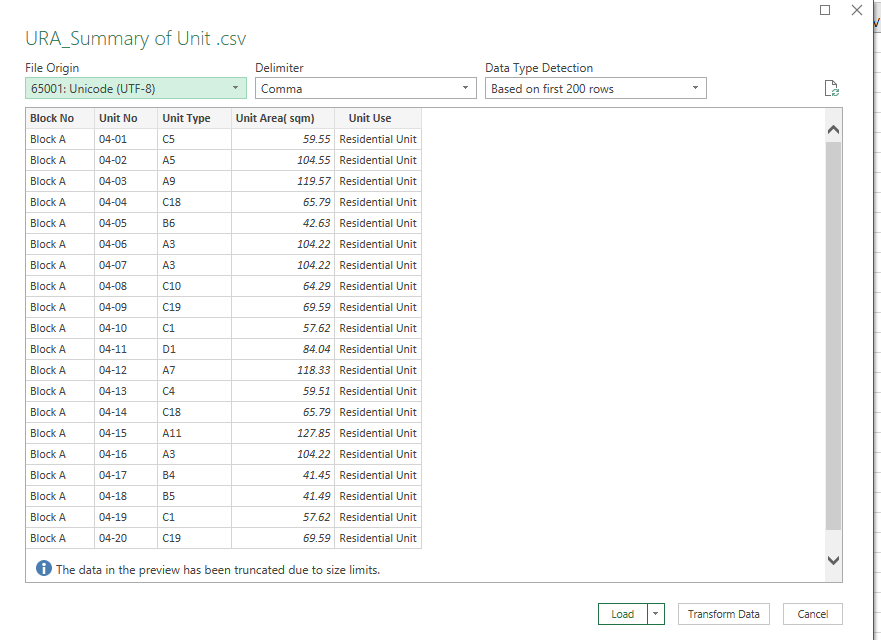 URA_Summary of Unit .csv
File Origin Delimiter Data Type Detection
65001: Unicode (UTF-8) Comma Based on first 200 rows
Block No Unit No Unit Type Unit Area( sqm) Unit Use
Block A 04-01 C5 59.55 Residential Unit
Block A 04-02 A5 104.55 Residential Unit
Block A 04-03 A9 119.57 Residential Unit
Block A 04-04 C18 65.79 Residential Unit
Block A 04-05 B6 42.63 Residential Unit
Block A 04-06 A3 104.22 Residential Unit
Block A 04-07 A3 104.22 Residential Unit
Block A 04-08 C10 64.29 Residential Unit
Block A 04-09 C19 69.59 Residential Unit
Block A 04-10 C1 57.62 Residential Unit
Block A 04-11 D1 84.04 Residential Unit
Block A 04-12 A7 118.33 Residential Unit
Block A 04-13 C4 59.51 Residential Unit
Block A 04-14 C18 65.79 Residential Unit
Block A 04-15 A11 127.85 Residential Unit
Block A 04-16 A3 104.22 Residential Unit
Block A 04-17 B4 41.45 Residential Unit
Block A 04-18 B5 41.49 Residential Unit
Block A 04-19 C1 57.62 Residential Unit
Block A 04-20 C19 69.59 Residential Unit
The data in the preview has been truncated due to size limits.
Load Transform Data Cancel